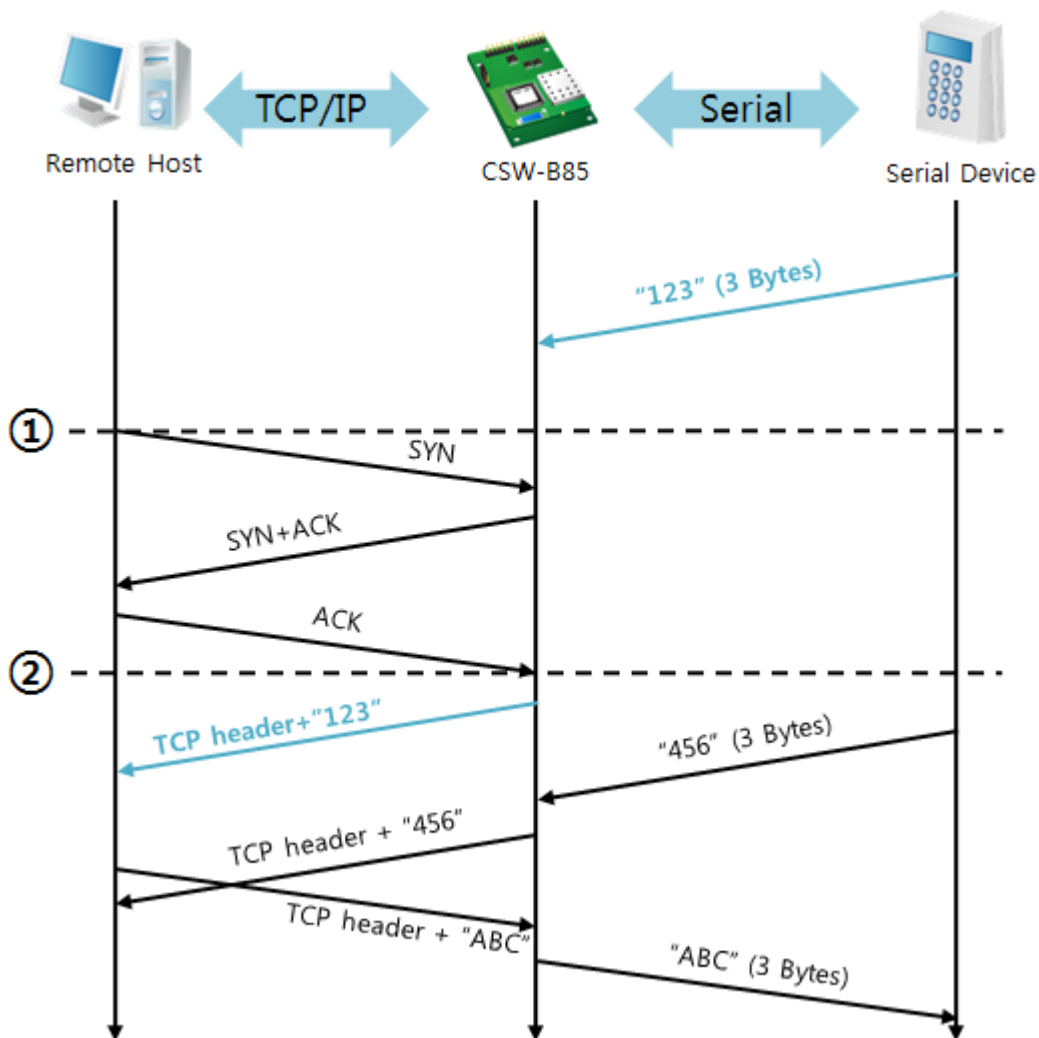 TCP/IP
Serial
Remote Host
CSW-B85
Serial Device
“123” (3 Bytes)
①
SYN
SYN+ACK
ACK
②
TCP header+“123”
“456” (3 Bytes)
TCP header + “456”
TCP header + “ABC”
“ABC” (3 Bytes)